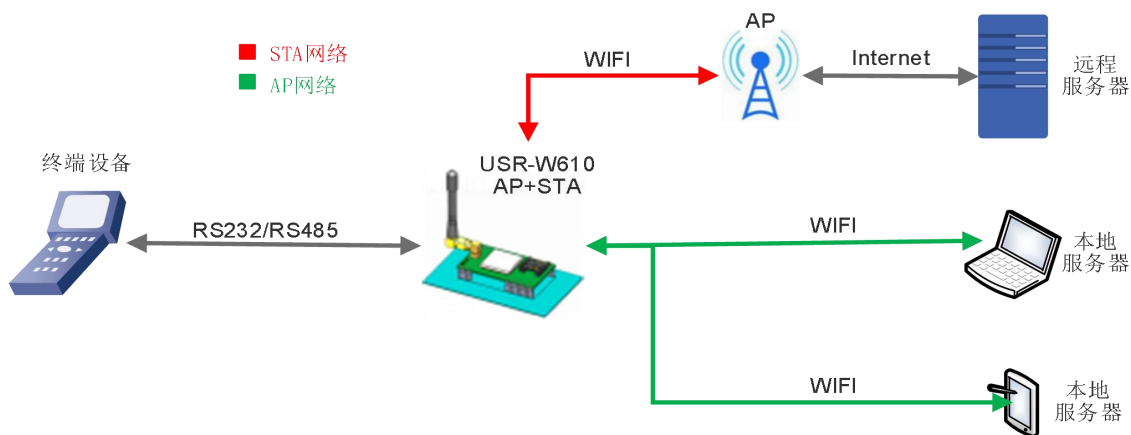 AP
STA网络
AP网络
WIFI
Internet
远程
服务器
终端设备
USR-W610
AP+STA
RS232/RS485
WIFI
本地
服务器
WIFI
本地
服务器